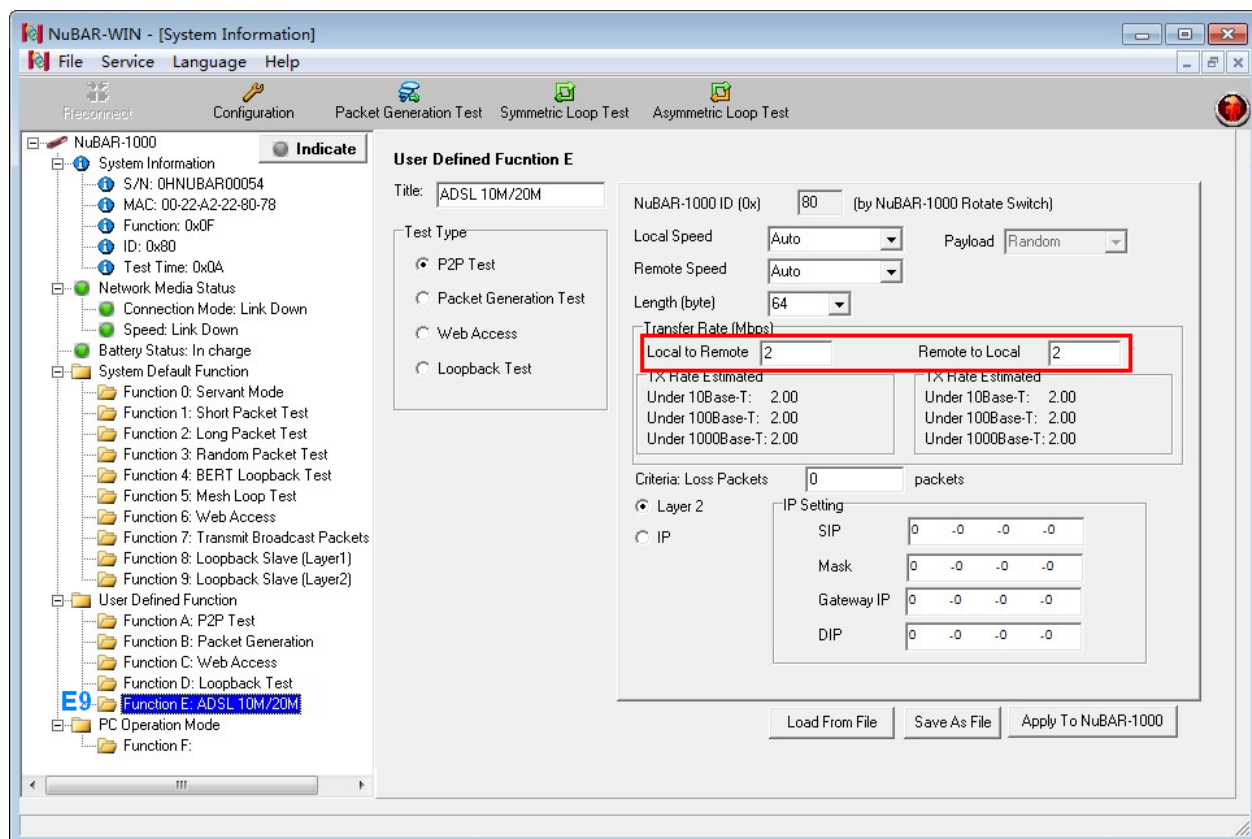 NuBAR-WIN - [System Information]
File Service Language Help
Reconnect Configuration Packet Generation Test Symmetric Loop Test Asymmetric Loop Test
NuBAR-1000
Indicate
System Information
S/N: 0HNUBAR00054
MAC: 00-22-A2-22-80-78
Function: 0x0F
ID: 0x80
Test Time: 0x0A
Network Media Status
Connection Mode: Link Down
Speed: Link Down
Battery Status: In charge
System Default Function
Function 0: Servant Mode
Function 1: Short Packet Test
Function 2: Long Packet Test
Function 3: Random Packet Test
Function 4: BERT Loopback Test
Function 5: Mesh Loop Test
Function 6: Web Access
Function 7: Transmit Broadcast Packets
Function 8: Loopback Slave (Layer1)
Function 9: Loopback Slave (Layer2)
User Defined Function
Function A: P2P Test
Function B: Packet Generation
Function C: Web Access
Function D: Loopback Test
E9 Function E: ADSL 10M/20M
PC Operation Mode
Function F:
User Defined Fucntion E
Title: ADSL 10M/20M
Test Type
P2P Test
Packet Generation Test
Web Access
Loopback Test
NuBAR-1000 ID (0x) 80 (by NuBAR-1000 Rotate Switch)
Local Speed Auto Payload Random
Remote Speed Auto
Length (byte) 64
Transfer Rate (Mbps)
Local to Remote 2 Remote to Local 2
TX Rate Estimated TX Rate Estimated
Under 10Base-T: 2.00 Under 10Base-T: 2.00
Under 100Base-T: 2.00 Under 100Base-T: 2.00
Under 1000Base-T: 2.00 Under 1000Base-T: 2.00
Criteria: Loss Packets 0 packets
Layer 2 IP Setting
IP SIP 0 -0 -0 -0
Mask 0 -0 -0 -0
Gateway IP 0 -0 -0 -0
DIP 0 -0 -0 -0
Load From File Save As File Apply To NuBAR-1000